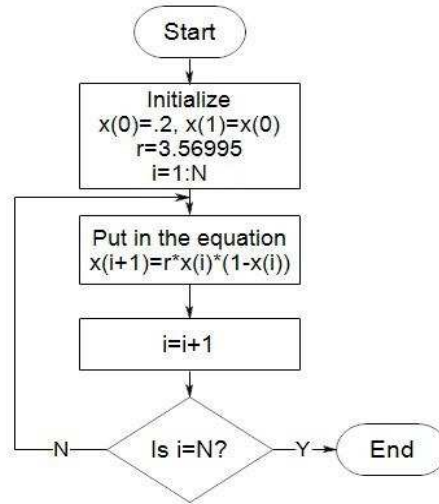 Start
Initialize
x(0)=.2, x(1)=x(0)
r=3.56995
i=1:N
Put in the equation
x(i+1)=r*x(i)*(1-x(i))
i=i+1
Is i=N?
N
Y
End